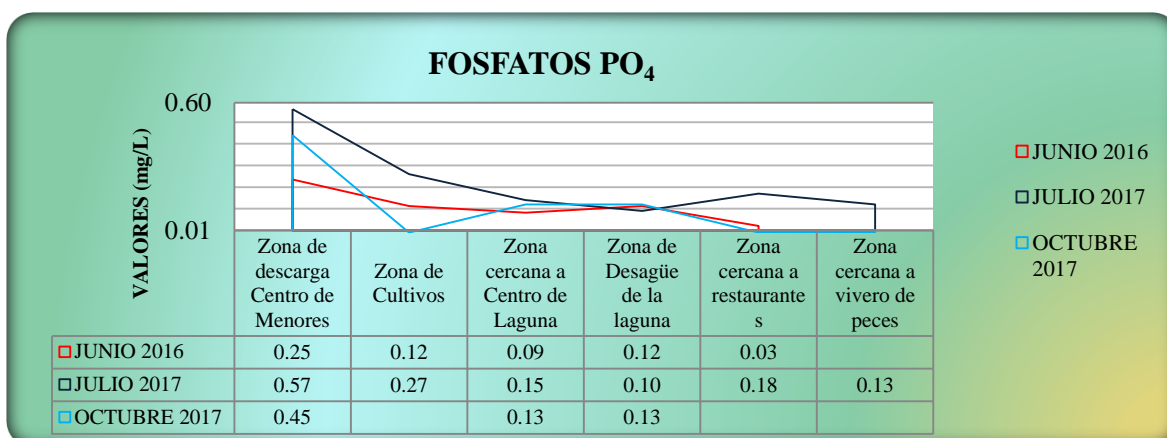 FOSFATOS PO₄
VALORES (mg/L)
0.60
0.01
JUNIO 2016
JULIO 2017
OCTUBRE
2017
Zona de
descarga
Centro de
Menores
Zona de
Cultivos
Zona
cercana a
Centro de
Laguna
Zona de
Desagüe
de la
laguna
Zona
cercana a
restaurante
s
Zona
cercana a
vivero de
peces
JUNIO 2016 0.25 0.12 0.09 0.12 0.03
JULIO 2017 0.57 0.27 0.15 0.10 0.18 0.13
OCTUBRE 2017 0.45 0.13 0.13